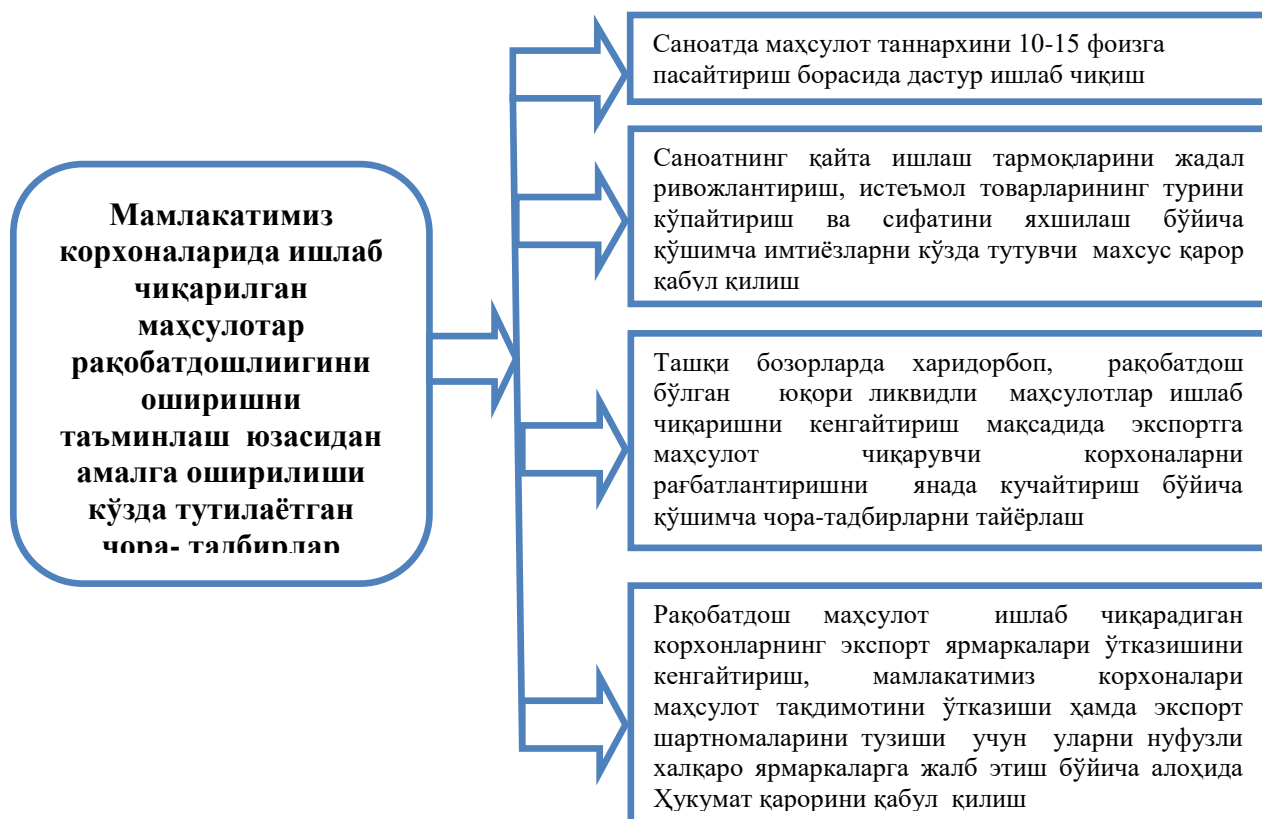 Мамлакатимиз
корхоналарида ишлаб
чиқарилган
маҳсулотар
рақобатдошлиигини
оширишни
таъминлаш юзасидан
амалга оширилиши
кўзда тутилаётган
чора- тадбирлар
Саноатда маҳсулот таннархини 10-15 фоизга
пасайтириш борасида дастур ишлаб чиқиш
Саноатнинг қайта ишлаш тармоқларини жадал
ривожлантириш, истеъмол товарларининг турини
кўпайтириш ва сифатини яхшилаш бўйича
қўшимча имтиёзларни кўзда тутувчи махсус қарор
қабул қилиш
Ташқи бозорларда харидорбоп, рақобатдош
бўлган юқори ликвидли маҳсулотлар ишлаб
чиқаришни кенгайтириш мақсадида экспортга
маҳсулот чиқарувчи корхоналарни
рағбатлантиришни янада кучайтириш бўйича
қўшимча чора-тадбирларни тайёрлаш
Рақобатдош маҳсулот ишлаб чиқарадиган
корхонларнинг экспорт ярмаркалари ўтказишини
кенгайтириш, мамлакатимиз корхоналари
маҳсулот тақдимотини ўтказиши ҳамда экспорт
шартномаларини тузиши учун уларни нуфузли
халқаро ярмаркаларга жалб этиш бўйича алоҳида
Ҳукумат қарорини қабул қилиш